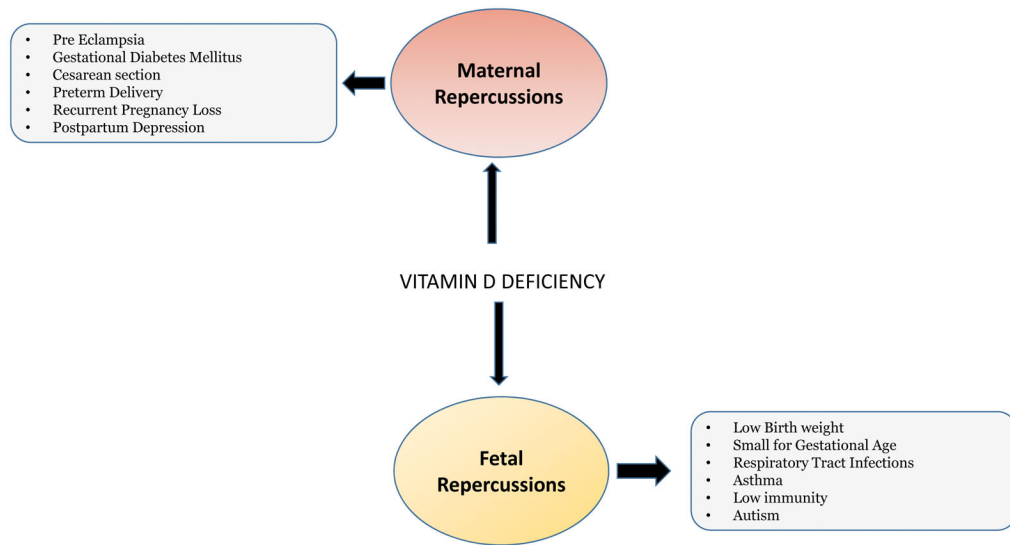 • Pre Eclampsia
• Gestational Diabetes Mellitus
• Cesarean section
• Preterm Delivery
• Recurrent Pregnancy Loss
• Postpartum Depression
Maternal
Repercussions
VITAMIN D DEFICIENCY
Fetal
Repercussions
• Low Birth weight
• Small for Gestational Age
• Respiratory Tract Infections
• Asthma
• Low immunity
• Autism